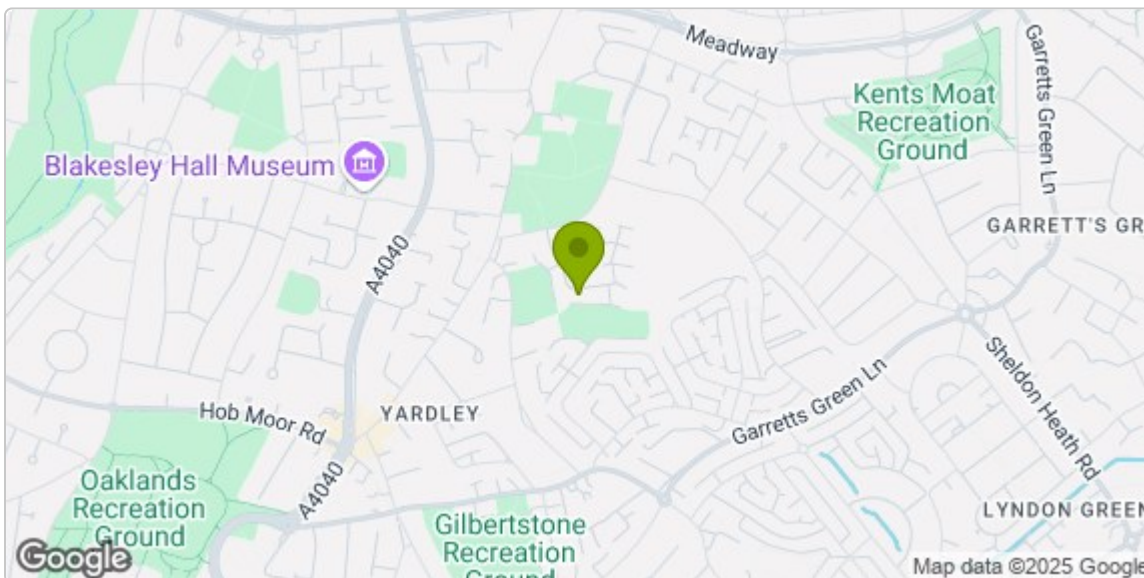 Meadway
Garretts Green Ln
Kents Moat
Recreation
Ground
Blakesley Hall Museum
GARRETT'S GR
A4040
Sheldon Heath Rd
Garretts Green Ln
Hob Moor Rd
YARDLEY
A4040
Oaklands
Recreation
Ground
LYNDON GREEN
Gilbertstone
Recreation
Ground
Google
Map data ©2025 Google